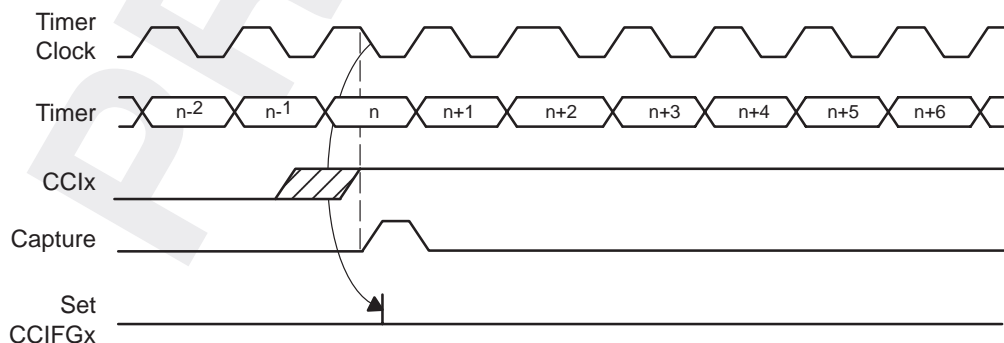 Timer
Clock
Timer
n-2 n-1 n n+1 n+2 n+3 n+4 n+5 n+6
CCIx
Capture
Set
CCIFGx